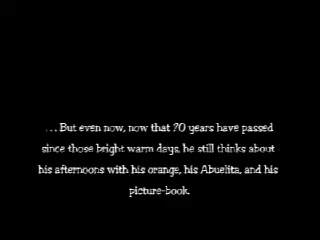 ...But even now, now that 70 years have passed
since those bright warm days, he still thinks about
his afternoons with his orange, his Abuelita, and his
picture-book.